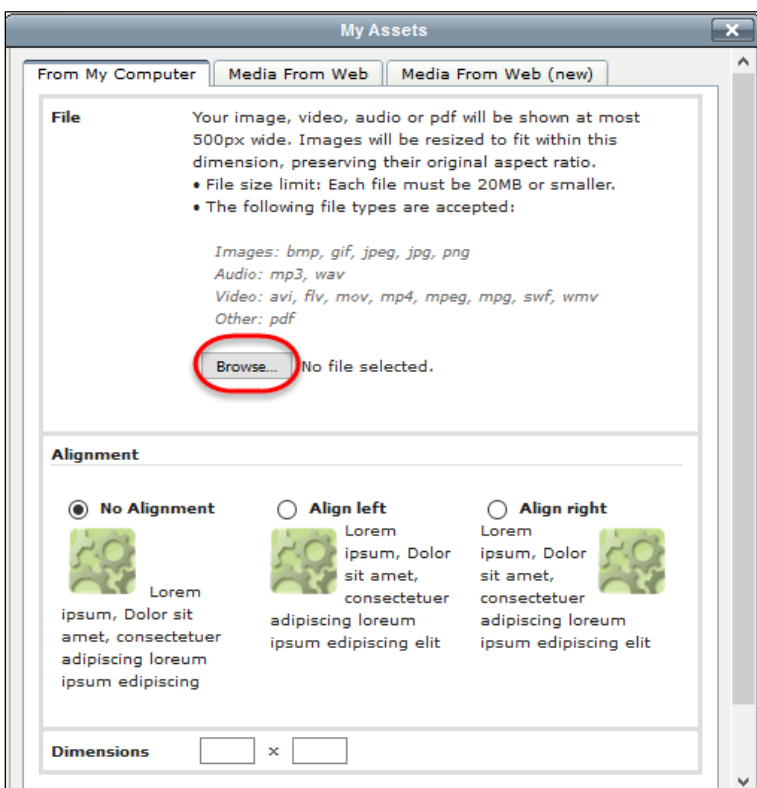 My Assets
From My Computer
Media From Web
Media From Web (new)
File
Your image, video, audio or pdf will be shown at most
500px wide. Images will be resized to fit within this
dimension, preserving their original aspect ratio.
• File size limit: Each file must be 20MB or smaller.
• The following file types are accepted:
Images: bmp, gif, jpeg, jpg, png
Audio: mp3, wav
Video: avi, flv, mov, mp4, mpeg, mpg, swf, wmv
Other: pdf
Browse... No file selected.
Alignment
No Alignment
Lorem
ipsum, Dolor sit
amet, consectetuer
adipiscing loreum
ipsum edipiscing
Align left
Lorem
ipsum, Dolor
sit amet,
consectetuer
adipiscing loreum
ipsum edipiscing elit
Align right
Lorem
ipsum, Dolor
sit amet,
consectetuer
adipiscing loreum
ipsum edipiscing elit
Dimensions x